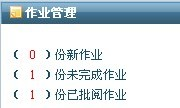 作业管理
( 0 ) 份新作业
( 1 ) 份未完成作业
( 1 ) 份已批阅作业